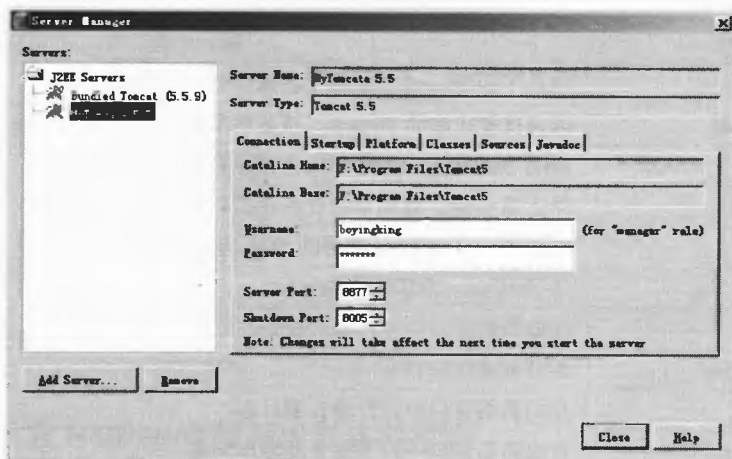 Server Manager
Servers:
J2EE Servers
Bundled Tomcat (5.5.9)
Server Name: MyTomcats 5.5
Server Type: Tomcat 5.5
Connection Startup Platform Classes Sources Javadoc
Catalina Home: F:\Program Files\Tomcat5
Catalina Base: F:\Program Files\Tomcat5
Username: boyingking (for "manager" role)
Password: *******
Server Port: 8877
Shutdown Port: 8005
Note: Changes will take affect the next time you start the server
Add Server... Remove
Close Help